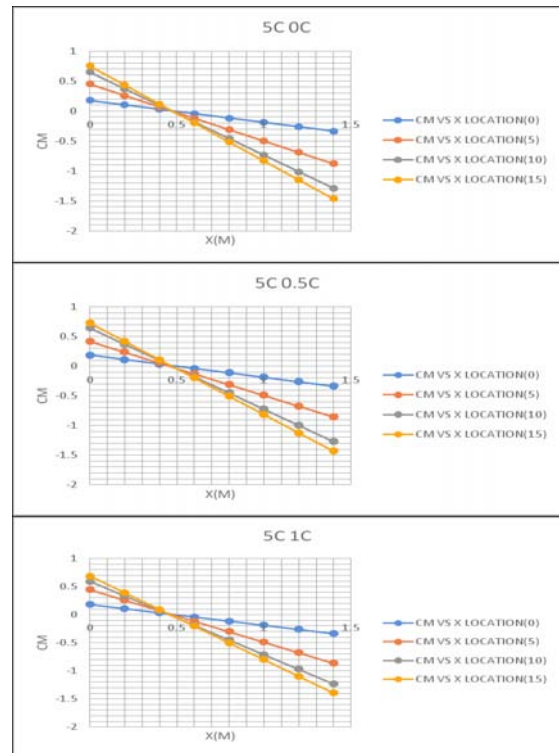 5C 0C
1
0.5
0
-0.5
-1
-1.5
-2
CM
0
0.5
1
1.5
X(M)
CM VS X LOCATION(0)
CM VS X LOCATION(5)
CM VS X LOCATION(10)
CM VS X LOCATION(15)
5C 0.5C
1
0.5
0
-0.5
-1
-1.5
-2
CM
0
0.5
1
1.5
X(M)
CM VS X LOCATION(0)
CM VS X LOCATION(5)
CM VS X LOCATION(10)
CM VS X LOCATION(15)
5C 1C
1
0.5
0
-0.5
-1
-1.5
-2
CM
0
0.5
1
1.5
X(M)
CM VS X LOCATION(0)
CM VS X LOCATION(5)
CM VS X LOCATION(10)
CM VS X LOCATION(15)